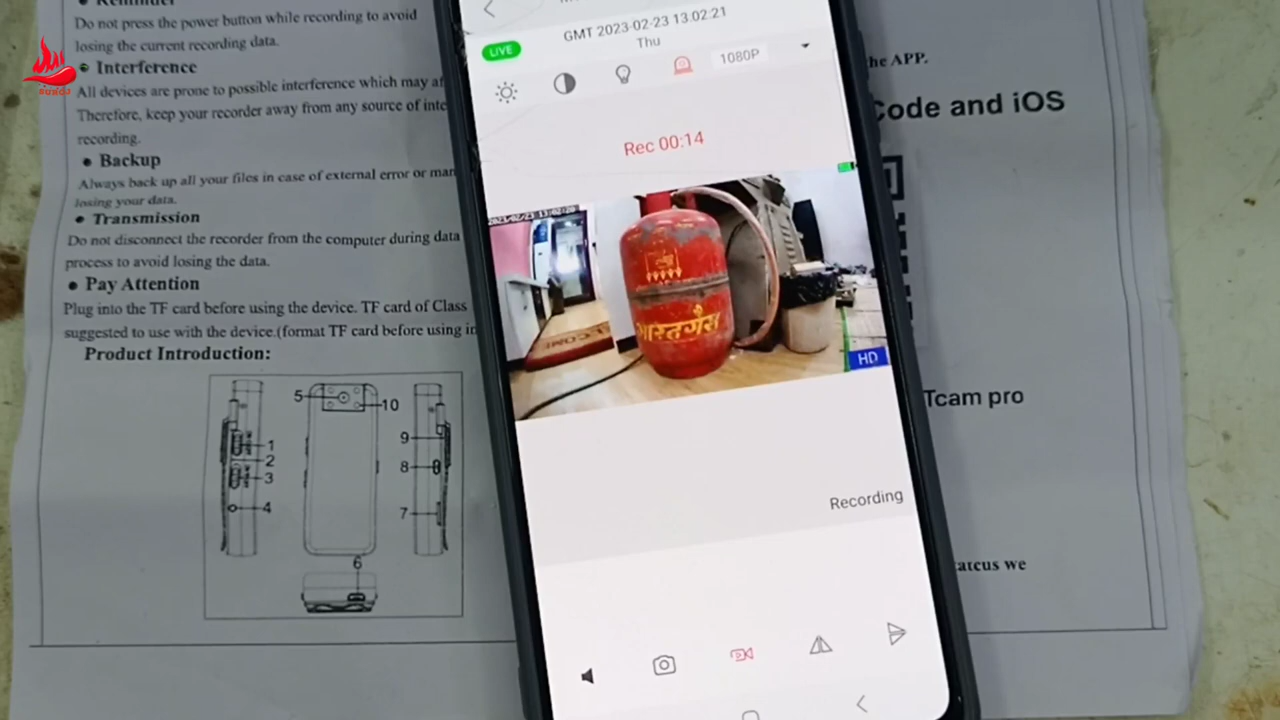 Reminder
Do not press the power button while recording to avoid
losing the current recording data.
Interference
All devices are prone to possible interference which may
Therefore, keep your recorder away from any source of
recording.
Backup
Always back up all your files in case of external error or
losing your data.
Transmission
Do not disconnect the recorder from the computer during data
process to avoid losing the data.
Pay Attention
Plug into the TF card before using the device. TF card of Class
suggested to use with the device.(format TF card before using
Product Introduction:
1
2
3
4
5
10
9
8
7
6
LIVE
GMT 2023-02-23 13:02:21
Thu
1080P
Rec 00:14
भारतगैस
WELCOME
HD
Recording
the APP.
Code and iOS
Tcam pro
we